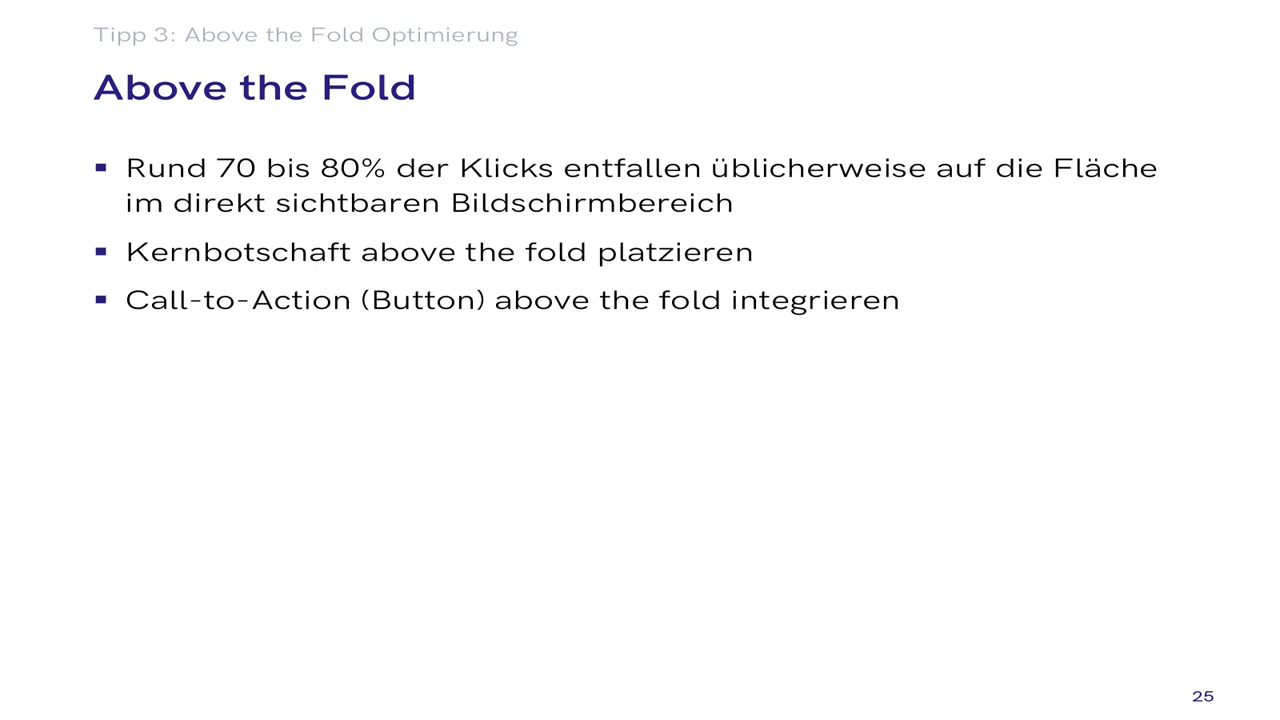 Tipp 3: Above the Fold Optimierung
Above the Fold
▪ Rund 70 bis 80% der Klicks entfallen üblicherweise auf die Fläche
im direkt sichtbaren Bildschirmbereich
▪ Kernbotschaft above the fold platzieren
▪ Call-to-Action (Button) above the fold integrieren
25